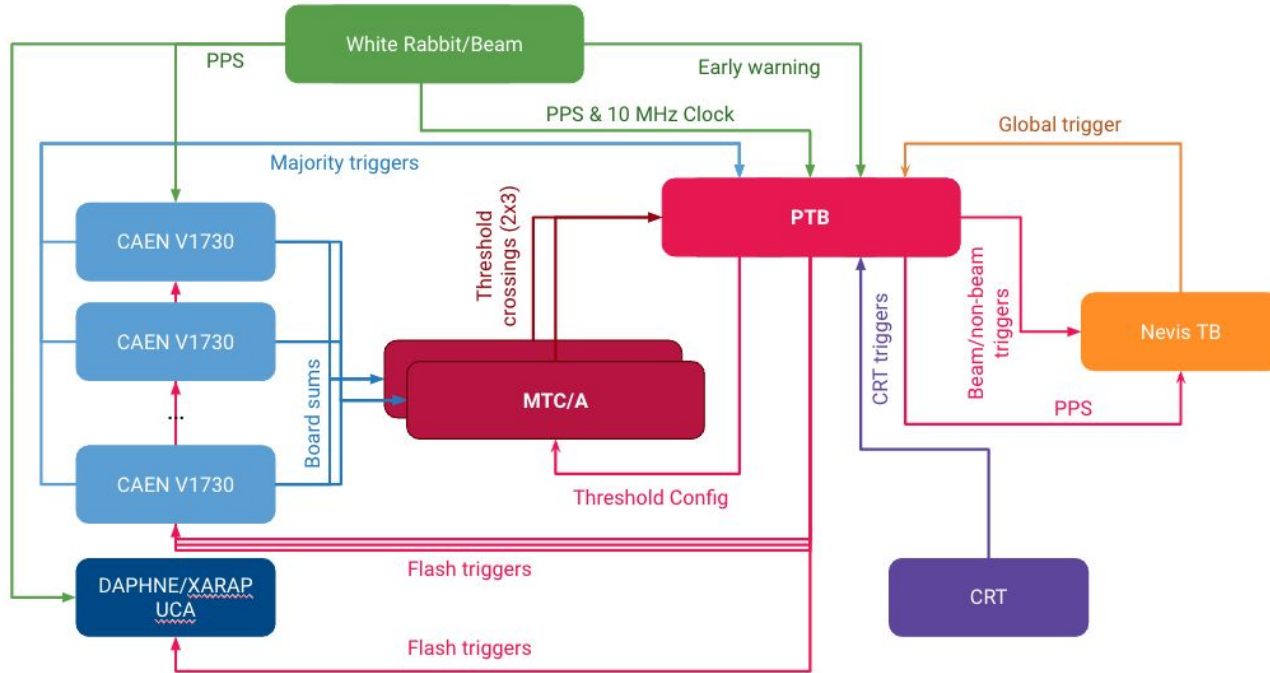 White Rabbit/Beam
PPS
Early warning
PPS & 10 MHz Clock
Global trigger
Majority triggers
CAEN V1730
Threshold
crossings (2x3)
PTB
CAEN V1730
Board sums
MTC/A
CRT triggers
Beam/non-beam
triggers
Nevis TB
PPS
...
CAEN V1730
Threshold Config
Flash triggers
DAPHNE/XARAP
UCA
CRT
Flash triggers